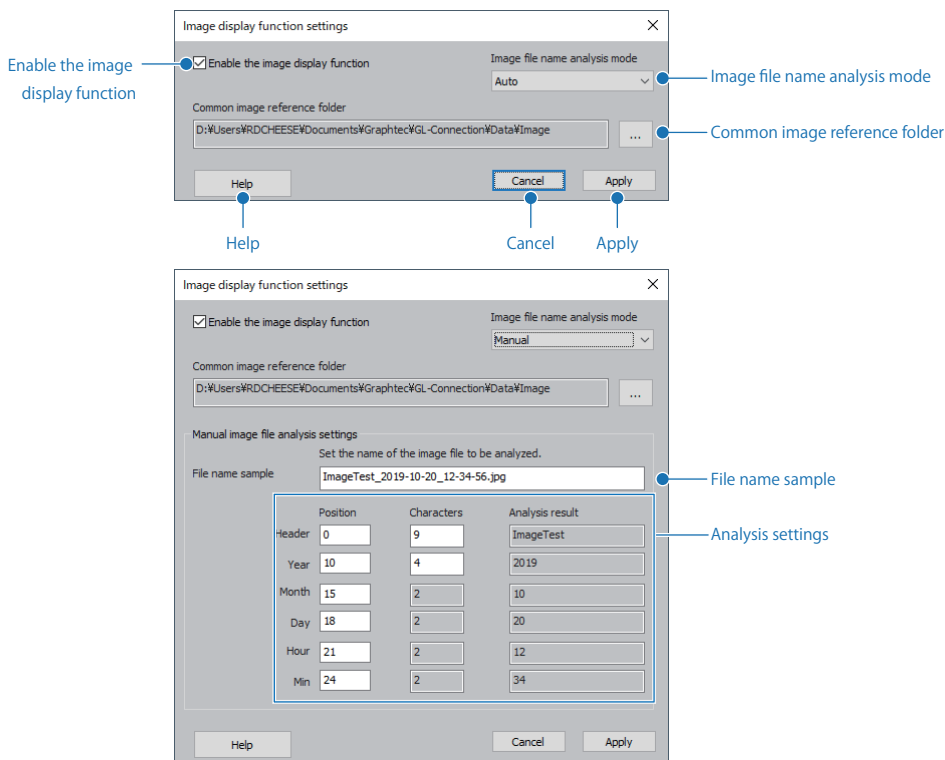 Image display function settings
Enable the image
display function
Enable the image display function
Image file name analysis mode
Auto
Image file name analysis mode
Common image reference folder
D:¥Users¥RDCHEESE¥Documents¥Graphtec¥GL-Connection¥Data¥Image
...
Common image reference folder
Help
Cancel
Apply
Help
Cancel
Apply
Image display function settings
Enable the image display function
Image file name analysis mode
Manual
Common image reference folder
D:¥Users¥RDCHEESE¥Documents¥Graphtec¥GL-Connection¥Data¥Image
...
Manual image file analysis settings
Set the name of the image file to be analyzed.
File name sample
ImageTest_2019-10-20_12-34-56.jpg
File name sample
Position Characters Analysis result
Header 0 9 ImageTest
Analysis settings
Year 10 4 2019
Month 15 2 10
Day 18 2 20
Hour 21 2 12
Min 24 2 34
Help
Cancel
Apply